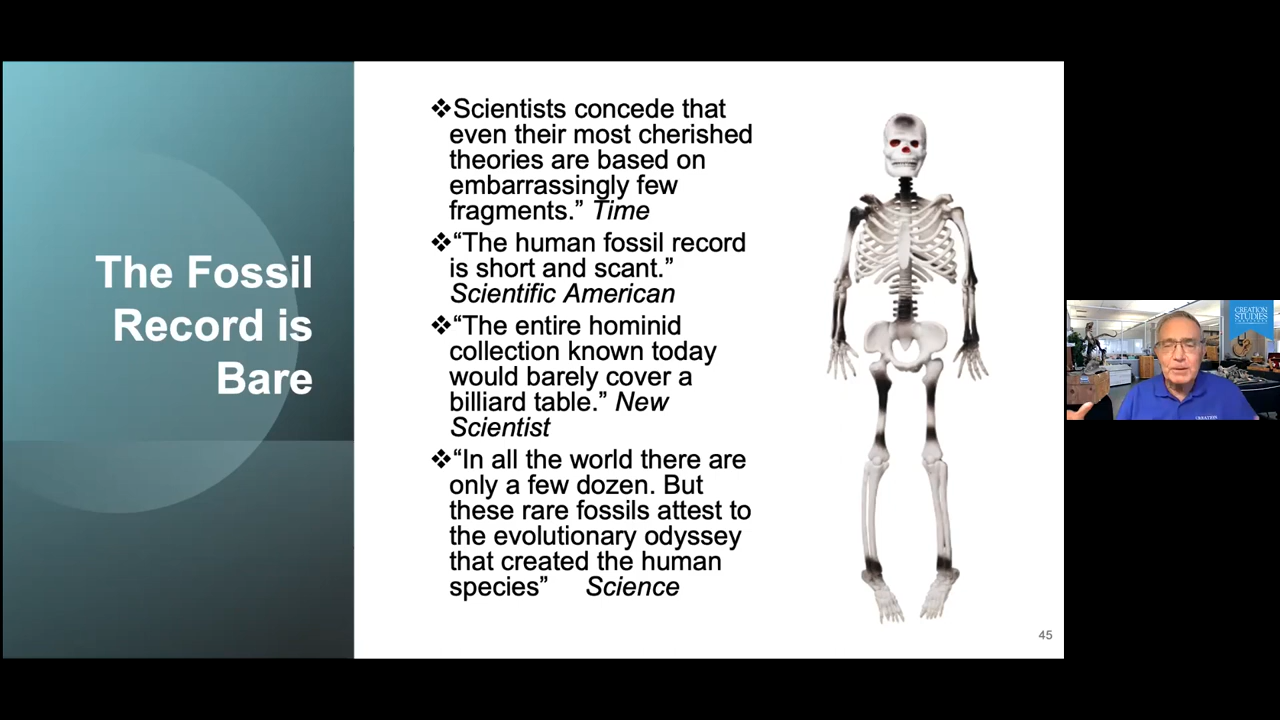 The Fossil
Record is
Bare
❖Scientists concede that
even their most cherished
theories are based on
embarrassingly few
fragments.” Time
❖“The human fossil record
is short and scant.”
Scientific American
❖“The entire hominid
collection known today
would barely cover a
billiard table.” New
Scientist
❖“In all the world there are
only a few dozen. But
these rare fossils attest to
the evolutionary odyssey
that created the human
species” Science
45
CREATION
STUDIES
INSTITUTE
CREATION